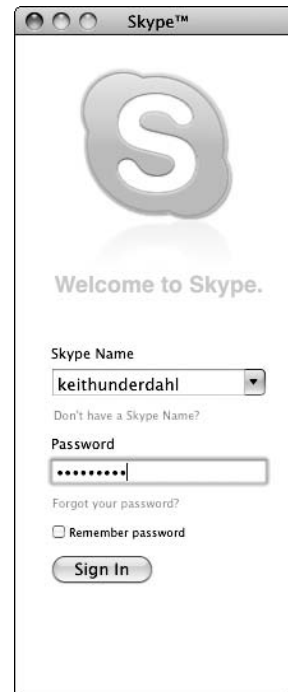 Skype™
S
Welcome to Skype.
Skype Name
keithunderdahl
Don't have a Skype Name?
Password
•••••••••
Forgot your password?
Remember password
Sign In